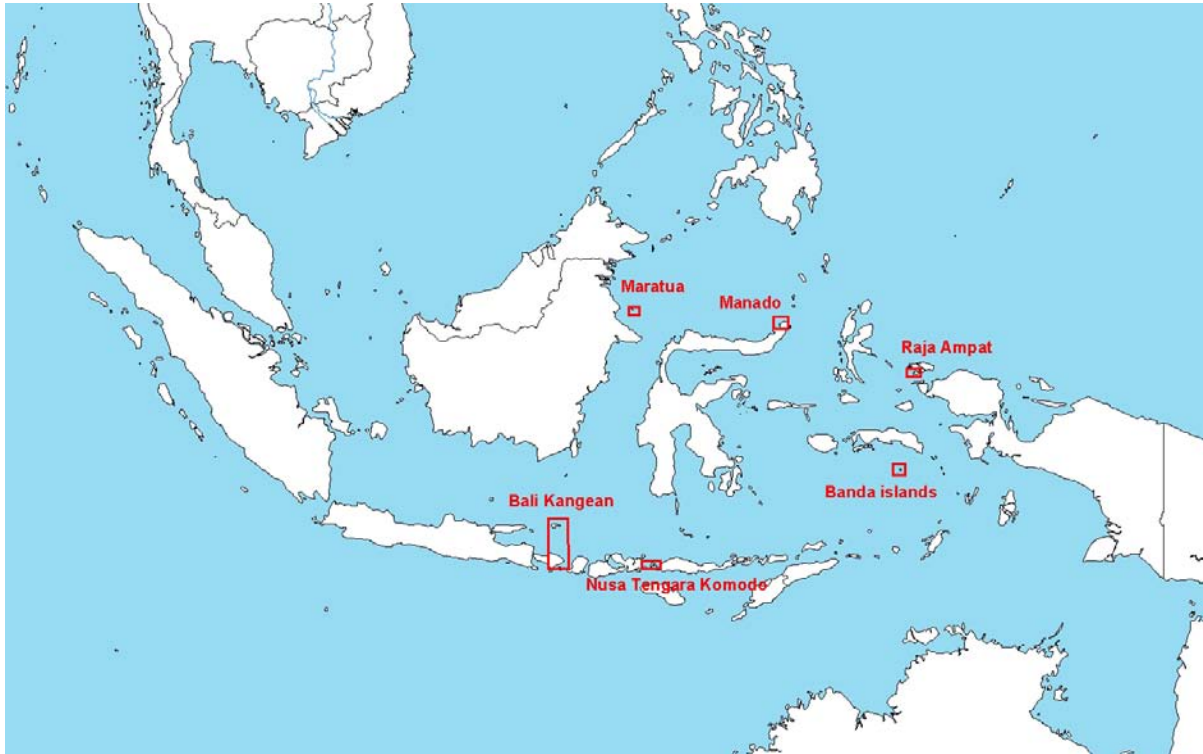 Maratua
Manado
Raja Ampat
Banda islands
Bali Kangean
Nusa Tengara Komodo